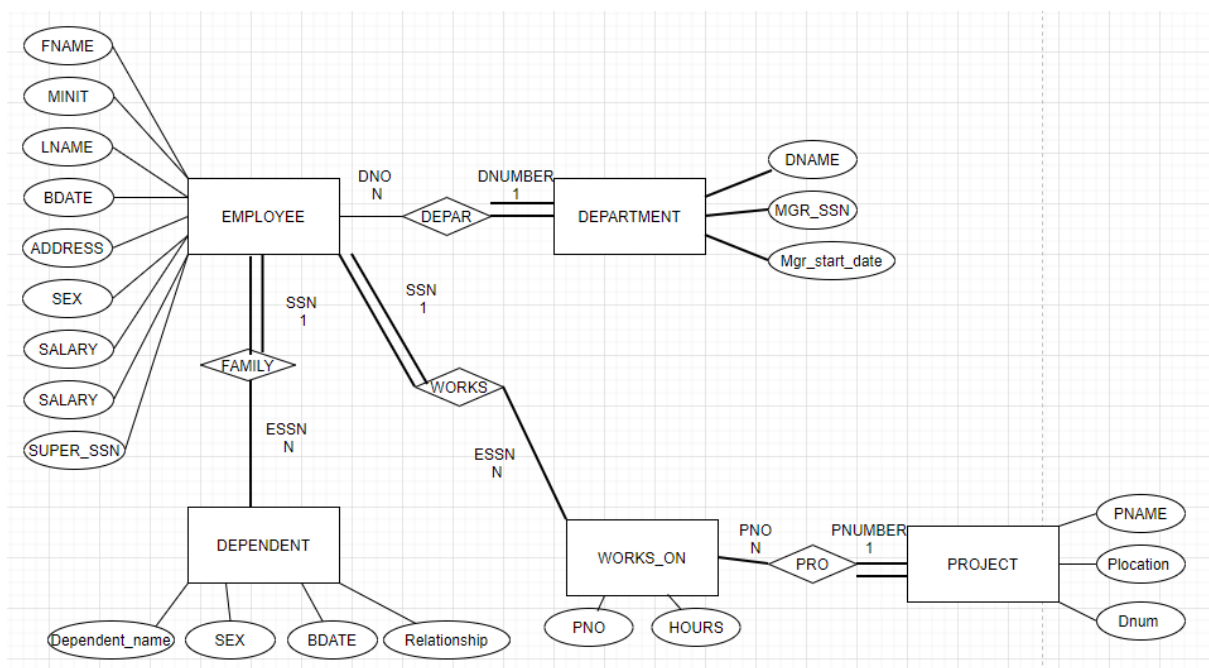 FNAME
MINIT
LNAME
BDATE
ADDRESS
SEX
SALARY
SALARY
SUPER_SSN
EMPLOYEE
DNO
N
DEPAR
DNUMBER
1
DEPARTMENT
DNAME
MGR_SSN
Mgr_start_date
SSN
1
FAMILY
ESSN
N
SSN
1
WORKS
ESSN
N
DEPENDENT
Dependent_name
SEX
BDATE
Relationship
WORKS_ON
PNO
HOURS
PNO
N
PRO
PNUMBER
1
PROJECT
PNAME
Plocation
Dnum